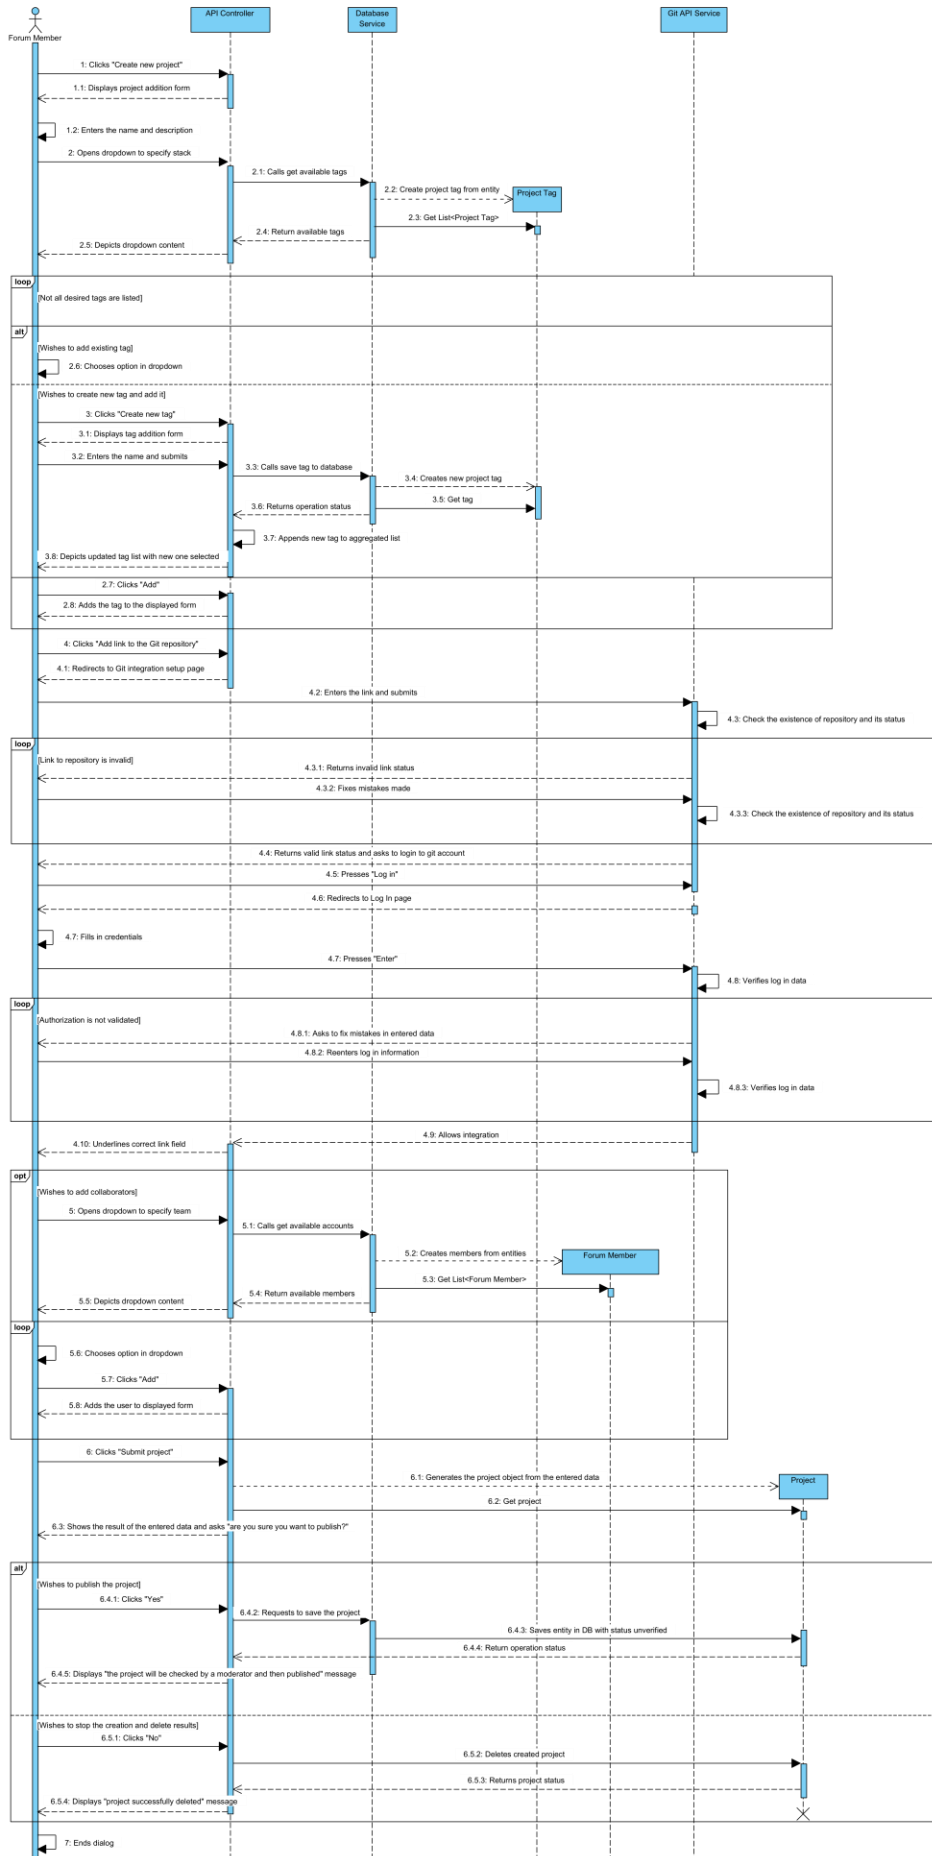 API Controller
Database
Service
Git API Service
Forum Member
1: Clicks "Create new project"
1.1: Displays project addition form
1.2: Enters the name and description
2: Opens dropdown to specify stack
2.1: Calls get available tags
2.2: Create project tag from entity
Project Tag
2.3: Get List<Project Tag>
2.4: Return available tags
2.5: Depicts dropdown content
loop
[Not all desired tags are listed]
alt
[Wishes to add existing tag]
2.6: Chooses option in dropdown
[Wishes to create new tag and add it]
3: Clicks "Create new tag"
3.1: Displays tag addition form
3.2: Enters the name and submits
3.3: Calls save tag to database
3.4: Creates new project tag
3.5: Get tag
3.6: Returns operation status
3.7: Appends new tag to aggregated list
3.8: Depicts updated tag list with new one selected
2.7: Clicks "Add"
2.8: Adds the tag to the displayed form
4: Clicks "Add link to the Git repository"
4.1: Redirects to Git integration setup page
4.2: Enters the link and submits
4.3: Check the existence of repository and its status
loop
[Link to repository is invalid]
4.3.1: Returns invalid link status
4.3.2: Fixes mistakes made
4.3.3: Check the existence of repository and its status
4.4: Returns valid link status and asks to login to git account
4.5: Presses "Log in"
4.6: Redirects to Log In page
4.7: Fills in credentials
4.7: Presses "Enter"
4.8: Verifies log in data
loop
[Authorization is not validated]
4.8.1: Asks to fix mistakes in entered data
4.8.2: Reenters log in information
4.8.3: Verifies log in data
4.9: Allows integration
4.10: Underlines correct link field
opt
[Wishes to add collaborators]
5: Opens dropdown to specify team
5.1: Calls get available accounts
5.2: Creates members from entities
Forum Member
5.3: Get List<Forum Member>
5.4: Return available members
5.5: Depicts dropdown content
loop
5.6: Chooses option in dropdown
5.7: Clicks "Add"
5.8: Adds the user to displayed form
6: Clicks "Submit project"
6.1: Generates the project object from the entered data
Project
6.2: Get project
6.3: Shows the result of the entered data and asks "are you sure you want to publish?"
alt
[Wishes to publish the project]
6.4.1: Clicks "Yes"
6.4.2: Requests to save the project
6.4.3: Saves entity in DB with status unverified
6.4.4: Return operation status
6.4.5: Displays "the project will be checked by a moderator and then published" message
[Wishes to stop the creation and delete results]
6.5.1: Clicks "No"
6.5.2: Deletes created project
6.5.3: Returns project status
6.5.4: Displays "project successfully deleted" message
7: Ends dialog